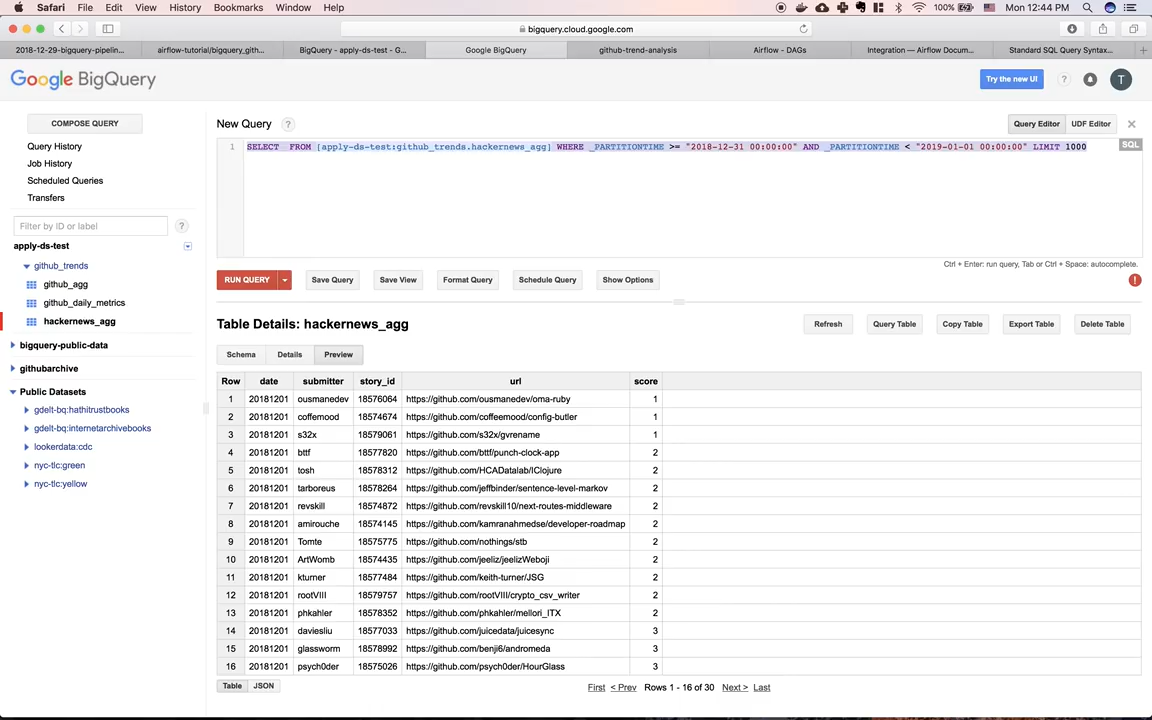 Safari File Edit View History Bookmarks Window Help 100% Mon 12:44 PM
bigquery.cloud.google.com
2018-12-29-bigquery-pipelin... airflow-tutorial/bigquery_gith... BigQuery - apply-ds-test - G... Google BigQuery github-trend-analysis Airflow - DAGs Integration — Airflow Docum... Standard SQL Query Syntax...
Google BigQuery Try the new UI ? T
COMPOSE QUERY
Query History
Job History
Scheduled Queries
Transfers
Filter by ID or label ?
apply-ds-test
github_trends
github_agg
github_daily_metrics
hackernews_agg
bigquery-public-data
githubarchive
Public Datasets
gdelt-bq:hathitrustbooks
gdelt-bq:internetarchivebooks
lookerdata:cdc
nyc-tlc:green
nyc-tlc:yellow
New Query ? Query Editor UDF Editor
1 SELECT FROM [apply-ds-test:github_trends.hackernews_agg] WHERE _PARTITIONTIME >= "2018-12-31 00:00:00" AND _PARTITIONTIME < "2019-01-01 00:00:00" LIMIT 1000 SQL
Ctrl + Enter: run query, Tab or Ctrl + Space: autocomplete.
RUN QUERY Save Query Save View Format Query Schedule Query Show Options !
Table Details: hackernews_agg Refresh Query Table Copy Table Export Table Delete Table
Schema Details Preview
Row date submitter story_id url score
1 20181201 ousmanedev 18576064 https://github.com/ousmanedev/oma-ruby 1
2 20181201 coffemood 18574674 https://github.com/coffeemood/config-butler 1
3 20181201 s32x 18579061 https://github.com/s32x/gvrename 1
4 20181201 bttf 18577820 https://github.com/bttf/punch-clock-app 2
5 20181201 tosh 18578312 https://github.com/HCADatalab/IClojure 2
6 20181201 tarboreus 18578264 https://github.com/jeffbinder/sentence-level-markov 2
7 20181201 revskill 18574872 https://github.com/revskill10/next-routes-middleware 2
8 20181201 amirouche 18574145 https://github.com/kamranahmedse/developer-roadmap 2
9 20181201 Tomte 18575775 https://github.com/nothings/stb 2
10 20181201 ArtWomb 18574435 https://github.com/jeeliz/jeelizWeboji 2
11 20181201 kturner 18577484 https://github.com/keith-turner/JSG 2
12 20181201 rootVIII 18579757 https://github.com/rootVIII/crypto_csv_writer 2
13 20181201 phkahler 18578352 https://github.com/phkahler/mellori_ITX 2
14 20181201 daviesliu 18577033 https://github.com/juicedata/juicesync 3
15 20181201 glassworm 18578992 https://github.com/benji6/andromeda 3
16 20181201 psych0der 18575026 https://github.com/psych0der/HourGlass 3
Table JSON First < Prev Rows 1 - 16 of 30 Next > Last